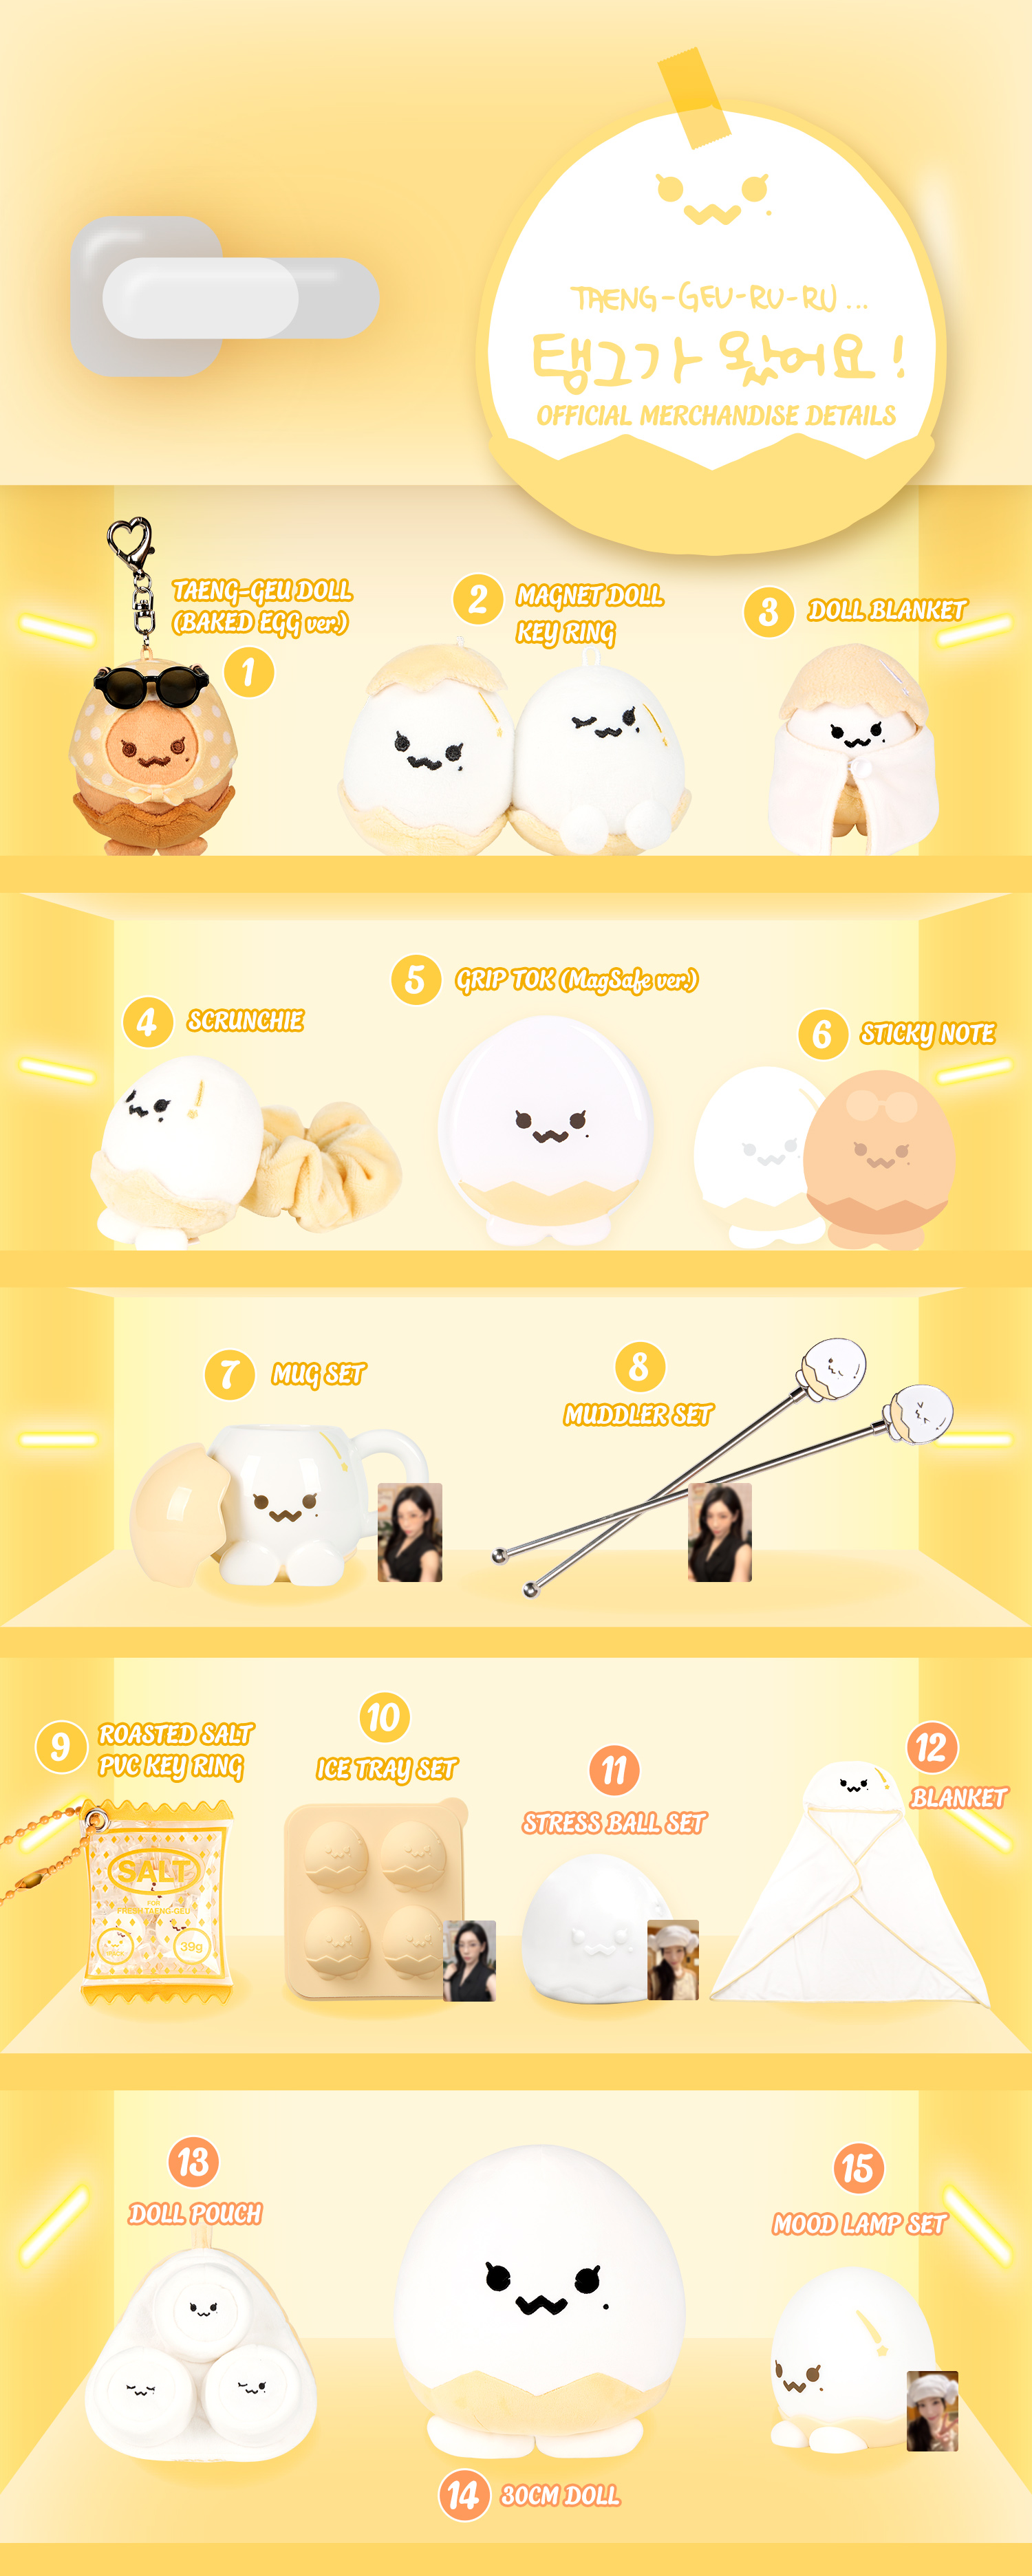 TAENG-GEU-RU-RU...
탱그가 왔어요!
OFFICIAL MERCHANDISE DETAILS
TAENG-GEU DOLL
(BAKED EGG ver.)
1
2
MAGNET DOLL
KEY RING
3
DOLL BLANKET
4
SCRUNCHIE
5
GRIP TOK (MagSafe ver.)
6
STICKY NOTE
7
MUG SET
8
MUDDLER SET
9
ROASTED SALT
PVC KEY RING
SALT
FOR
FRESH TAENG-GEU
39g
10
ICE TRAY SET
11
STRESS BALL SET
12
BLANKET
13
DOLL POUCH
14
30CM DOLL
15
MOOD LAMP SET